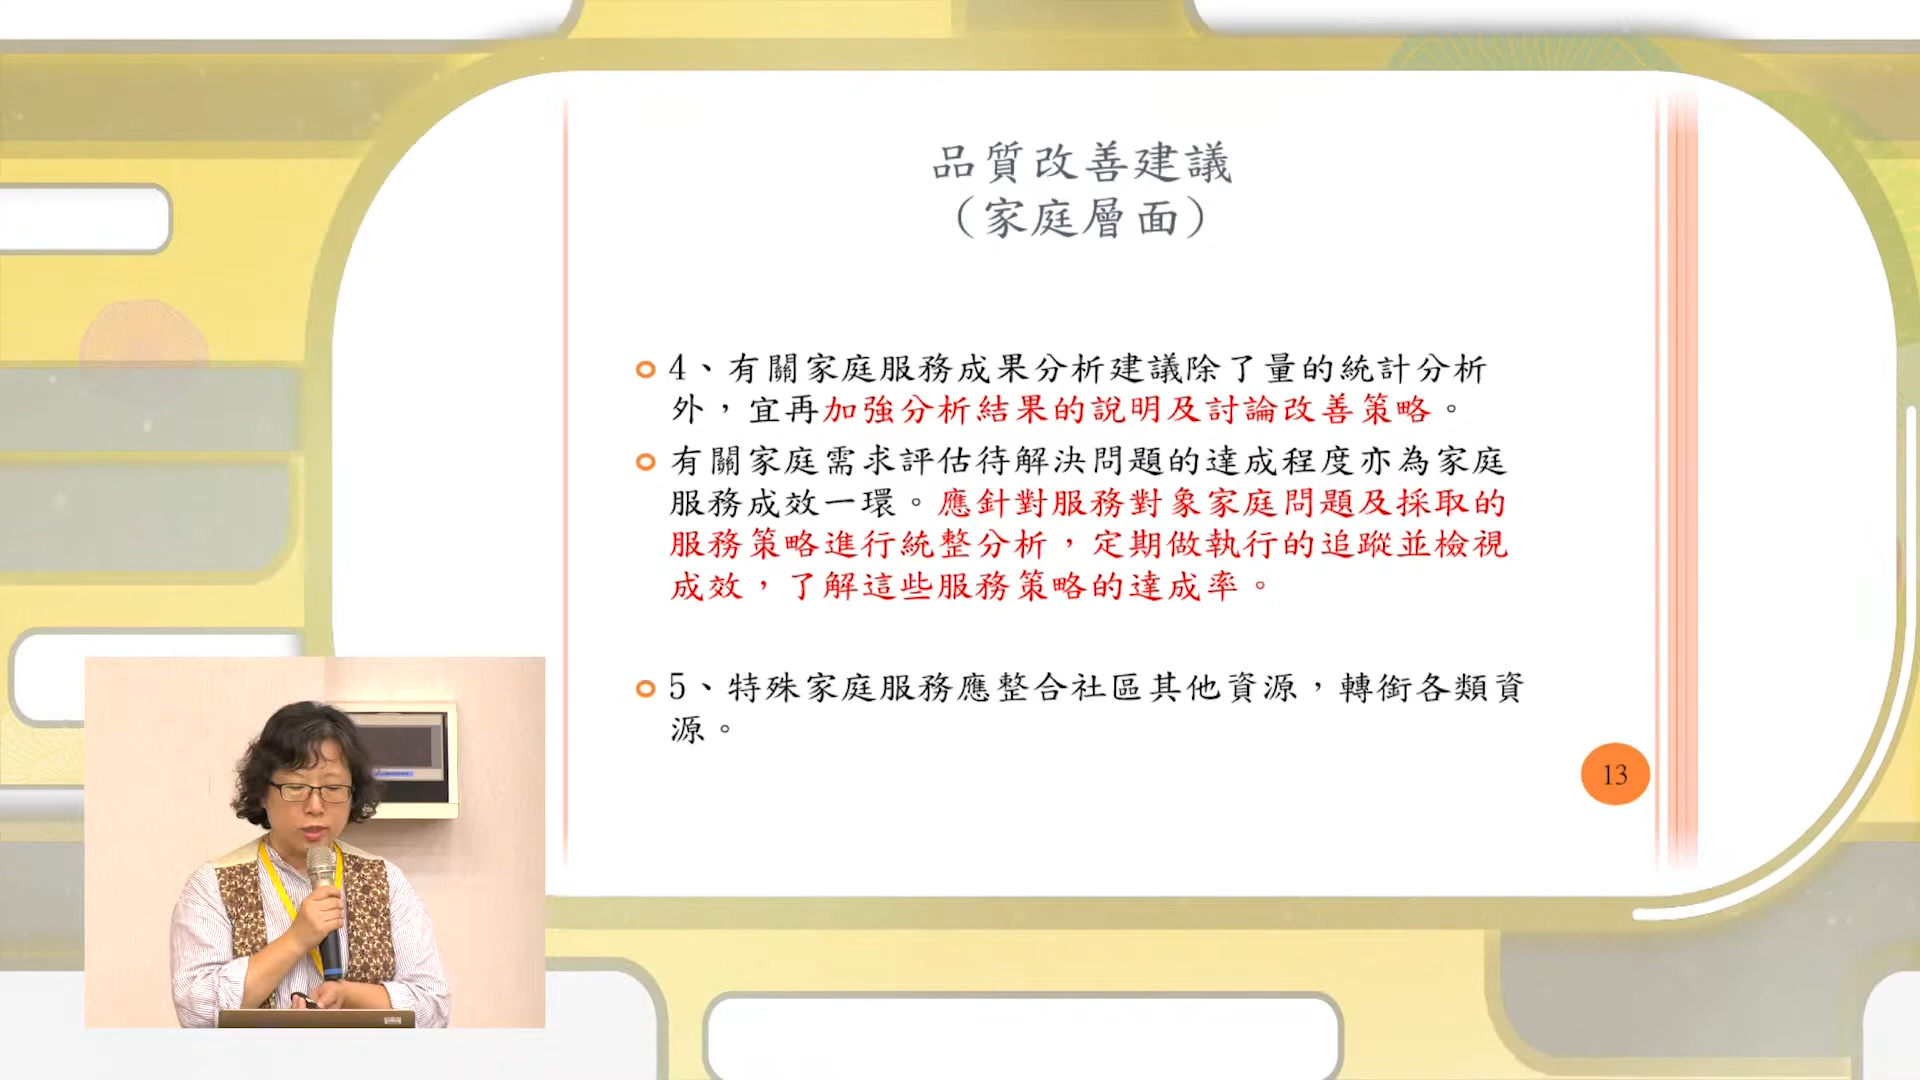 品質改善建議
（家庭層面）
4、有關家庭服務成果分析建議除了量的統計分析
外，宜再加強分析結果的說明及討論改善策略。
有關家庭需求評估待解決問題的達成程度亦為家庭
服務成效一環。應針對服務對象家庭問題及採取的
服務策略進行統整分析，定期做執行的追蹤並檢視
成效，了解這些服務策略的達成率。
5、特殊家庭服務應整合社區其他資源，轉銜各類資
源。
13